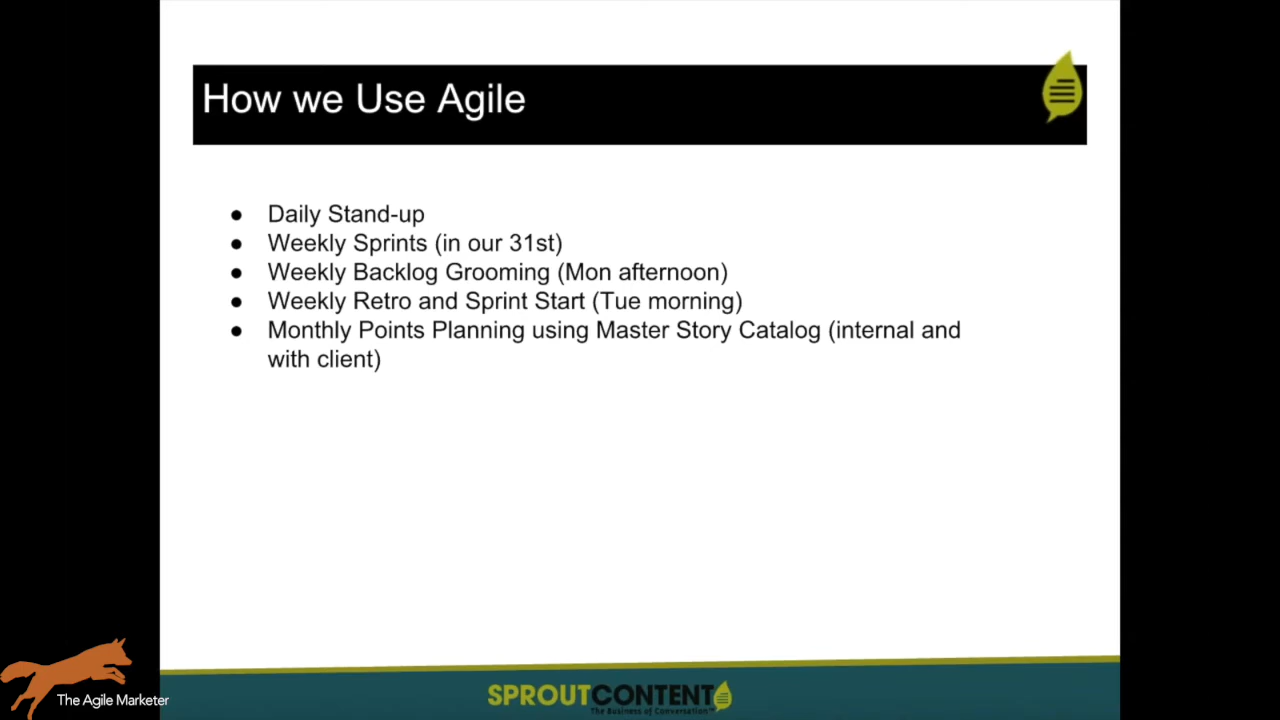 How we Use Agile
● Daily Stand-up
● Weekly Sprints (in our 31st)
● Weekly Backlog Grooming (Mon afternoon)
● Weekly Retro and Sprint Start (Tue morning)
● Monthly Points Planning using Master Story Catalog (internal and
with client)
The Agile Marketer
SPROUTCONTENT
The Business of Conversation™